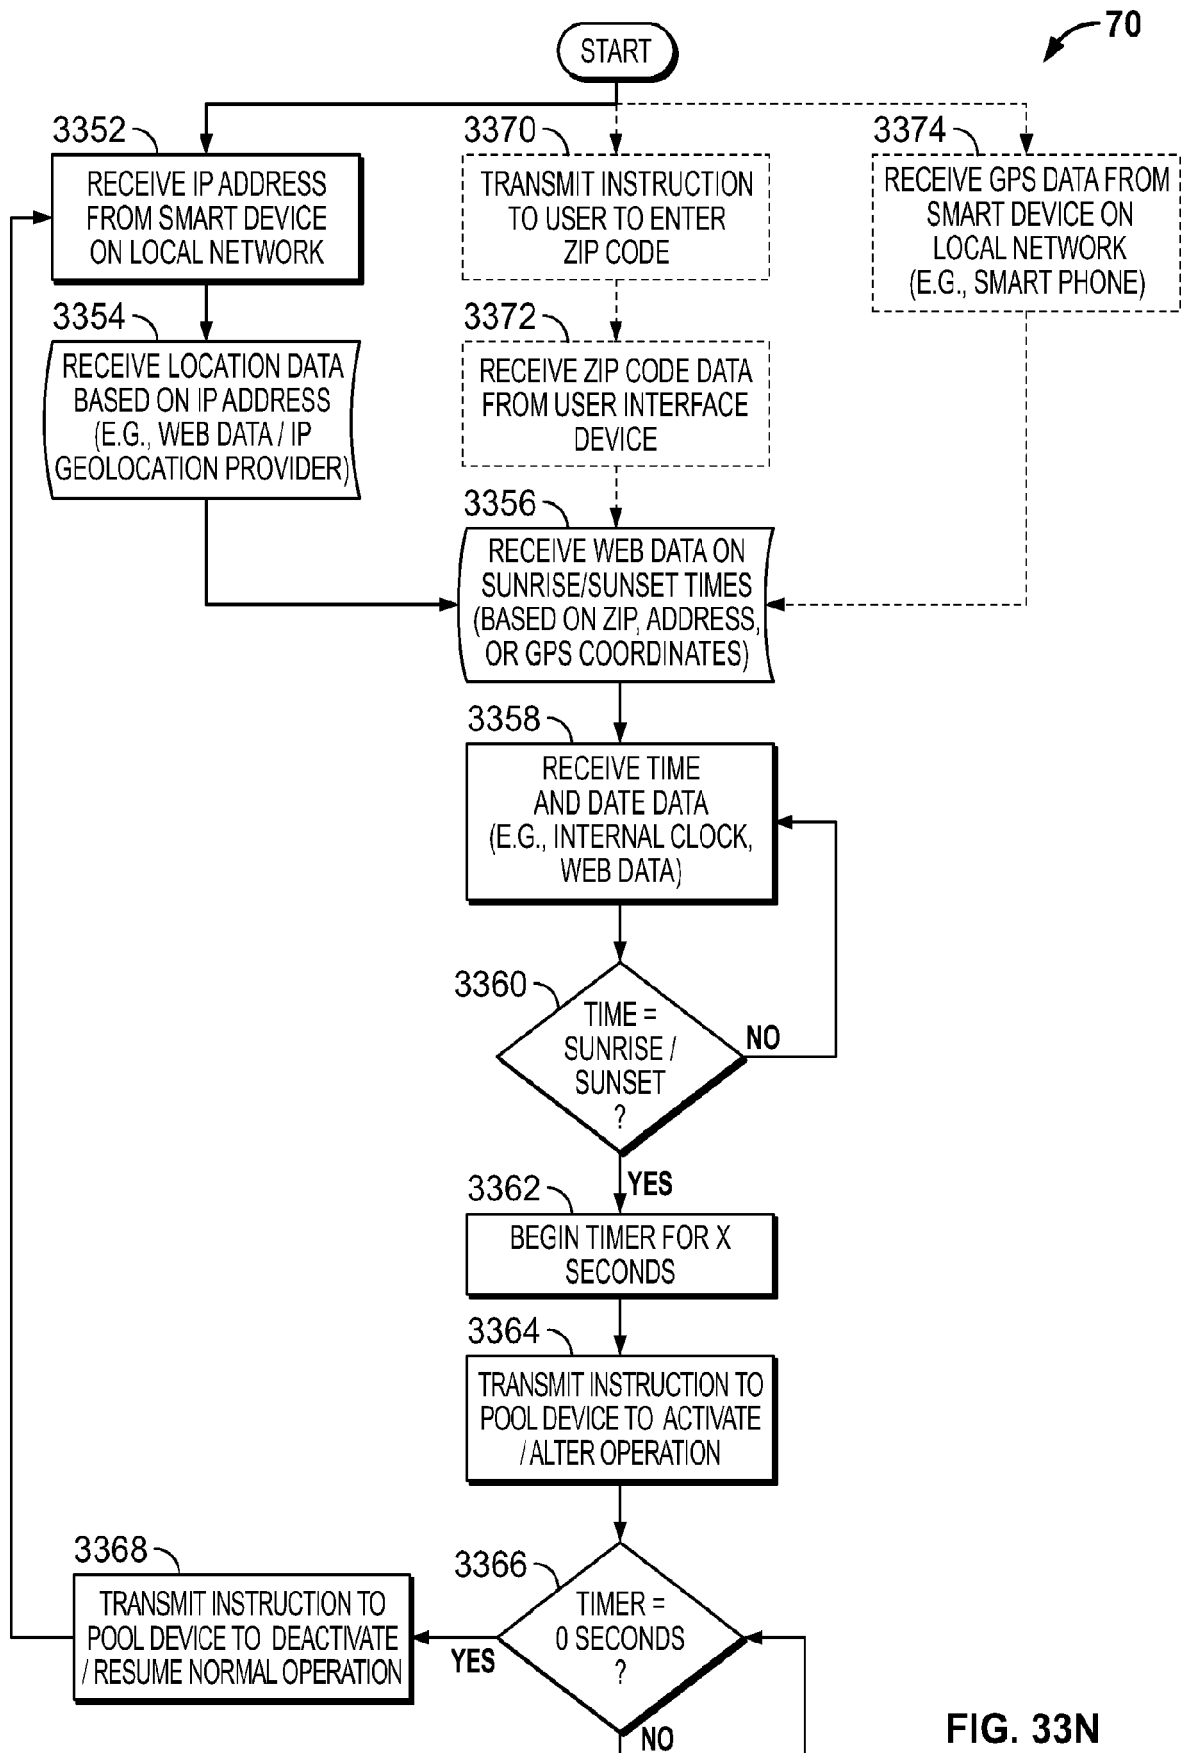 70
START
3352
RECEIVE IP ADDRESS
FROM SMART DEVICE
ON LOCAL NETWORK
3370
TRANSMIT INSTRUCTION
TO USER TO ENTER
ZIP CODE
3374
RECEIVE GPS DATA FROM
SMART DEVICE ON
LOCAL NETWORK
(E.G., SMART PHONE)
3354
RECEIVE LOCATION DATA
BASED ON IP ADDRESS
(E.G., WEB DATA / IP
GEOLOCATION PROVIDER)
3372
RECEIVE ZIP CODE DATA
FROM USER INTERFACE
DEVICE
3356
RECEIVE WEB DATA ON
SUNRISE/SUNSET TIMES
(BASED ON ZIP, ADDRESS,
OR GPS COORDINATES)
3358
RECEIVE TIME
AND DATE DATA
(E.G., INTERNAL CLOCK,
WEB DATA)
3360
TIME =
SUNRISE /
SUNSET
?
NO
YES
3362
BEGIN TIMER FOR X
SECONDS
3364
TRANSMIT INSTRUCTION TO
POOL DEVICE TO ACTIVATE
/ ALTER OPERATION
3366
TIMER =
0 SECONDS
?
YES
NO
3368
TRANSMIT INSTRUCTION TO
POOL DEVICE TO DEACTIVATE
/ RESUME NORMAL OPERATION
FIG. 33N